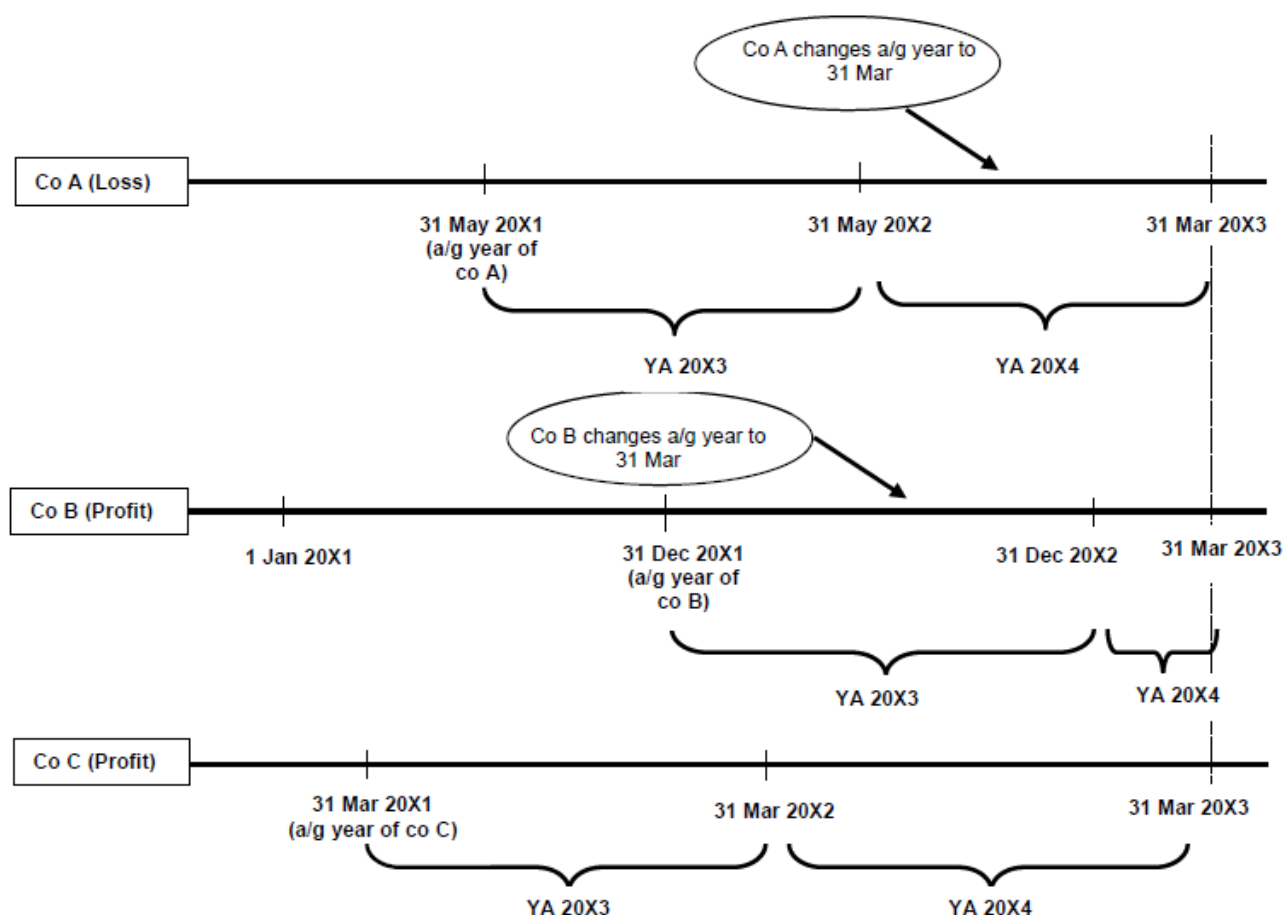 Co A changes a/g year to
31 Mar
Co A (Loss)
31 May 20X1
(a/g year of
co A)
31 May 20X2
31 Mar 20X3
YA 20X3
YA 20X4
Co B changes a/g year to
31 Mar
Co B (Profit)
1 Jan 20X1
31 Dec 20X1
(a/g year of
co B)
31 Dec 20X2
31 Mar 20X3
YA 20X3
YA 20X4
Co C (Profit)
31 Mar 20X1
(a/g year of co C)
31 Mar 20X2
31 Mar 20X3
YA 20X3
YA 20X4